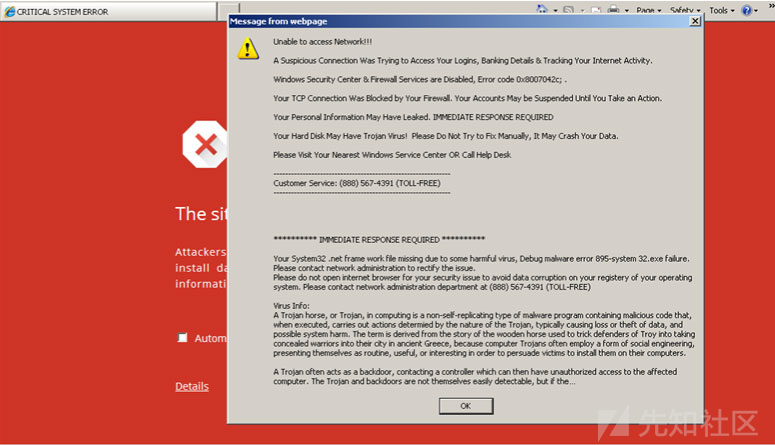 CRITICAL SYSTEM ERROR
Page Safety Tools
Message from webpage
Unable to access Network!!!
A Suspicious Connection Was Trying to Access Your Logins, Banking Details & Tracking Your Internet Activity.
Windows Security Center & Firewall Services are Disabled, Error code 0x8007042c; .
Your TCP Connection Was Blocked by Your Firewall. Your Accounts May be Suspended Until You Take an Action.
Your Personal Information May Have Leaked. IMMEDIATE RESPONSE REQUIRED
Your Hard Disk May Have Trojan Virus! Please Do Not Try to Fix Manually, It May Crash Your Data.
Please Visit Your Nearest Windows Service Center OR Call Help Desk
------------------------------------------------------------
Customer Service: (888) 567-4391 (TOLL-FREE)
------------------------------------------------------------
********** IMMEDIATE RESPONSE REQUIRED **********
Your System32 .net frame work file missing due to some harmful virus, Debug malware error 895-system 32.exe failure.
Please contact network administration to rectify the issue.
Please do not open internet browser for your security issue to avoid data corruption on your registery of your operating
system. Please contact network administration department at (888) 567-4391 (TOLL-FREE)
Virus Info:
A Trojan horse, or Trojan, in computing is a non-self-replicating type of malware program containing malicious code that,
when executed, carries out actions determied by the nature of the Trojan, typically causing loss or theft of data, and
possible system harm. The term is derived from the story of the wooden horse used to trick defenders of Troy into taking
concealed warriors into their city in ancient Greece, because computer Trojans often employ a form of social engineering,
presenting themselves as routine, useful, or interesting in order to persuade victims to install them on their computers.
A Trojan often acts as a backdoor, contacting a controller which can then have unauthorized access to the affected
computer. The Trojan and backdoors are not themselves easily detectable, but if the...
OK
The sit
Attackers
install da
informati
Autom
Details
先知社区